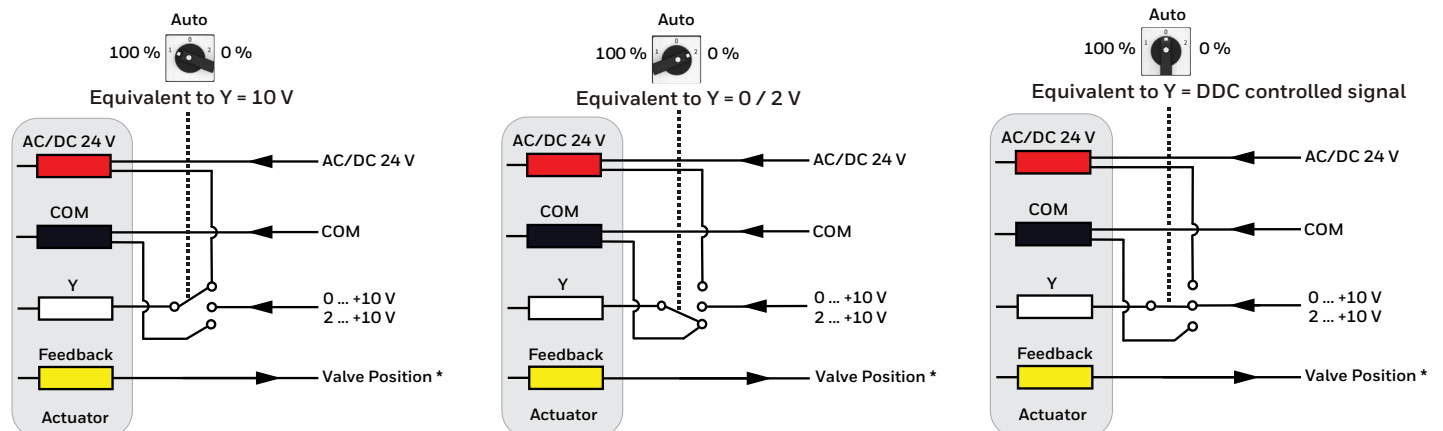 Auto
100 %
1
0
2
0 %
Equivalent to Y = 10 V
AC/DC 24 V
AC/DC 24 V
COM
COM
Y
0 ... +10 V
2 ... +10 V
Feedback
Valve Position *
Actuator
Auto
100 %
1
0
2
0 %
Equivalent to Y = 0 / 2 V
AC/DC 24 V
AC/DC 24 V
COM
COM
Y
0 ... +10 V
2 ... +10 V
Feedback
Valve Position *
Actuator
Auto
100 %
1
0
2
0 %
Equivalent to Y = DDC controlled signal
AC/DC 24 V
AC/DC 24 V
COM
COM
Y
0 ... +10 V
2 ... +10 V
Feedback
Valve Position *
Actuator